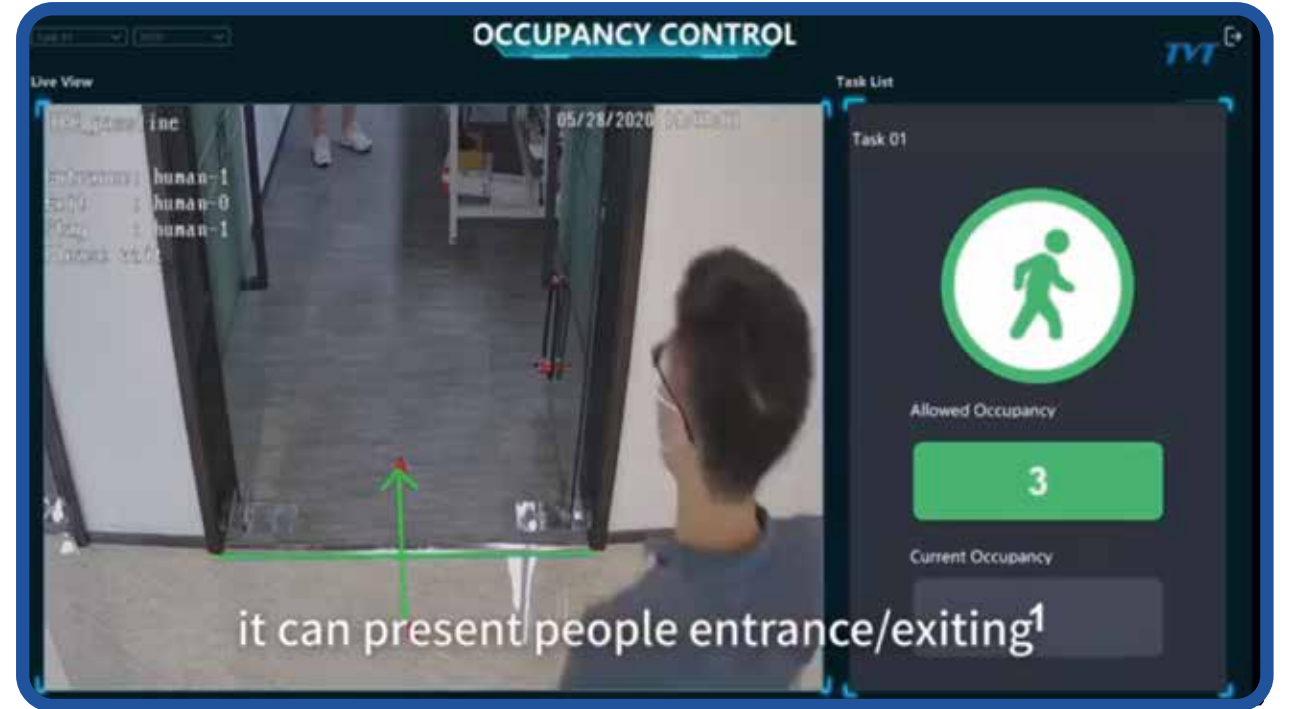 OCCUPANCY CONTROL
TVT
Live View
Task List
05/28/2020
Task 01
human-1
human-0
human-1
Allowed Occupancy
3
Current Occupancy
1
it can present people entrance/exiting